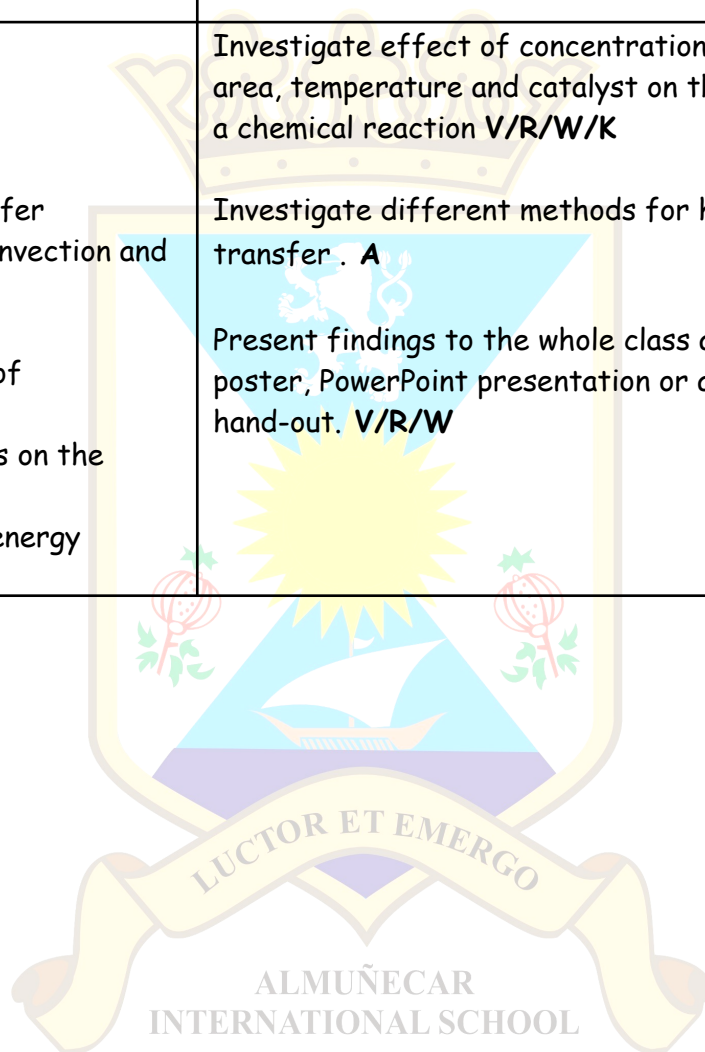 Investigate effect of concentration
area, temperature and catalyst on
a chemical reaction V/R/W/K
Investigate different methods for
transfer . A
Present findings to the whole class
poster, PowerPoint presentation or
hand-out. V/R/W
fer
nvection and
of
s on the
energy
LUCTOR ET EMERGO
ALMUÑECAR
INTERNATIONAL SCHOOL